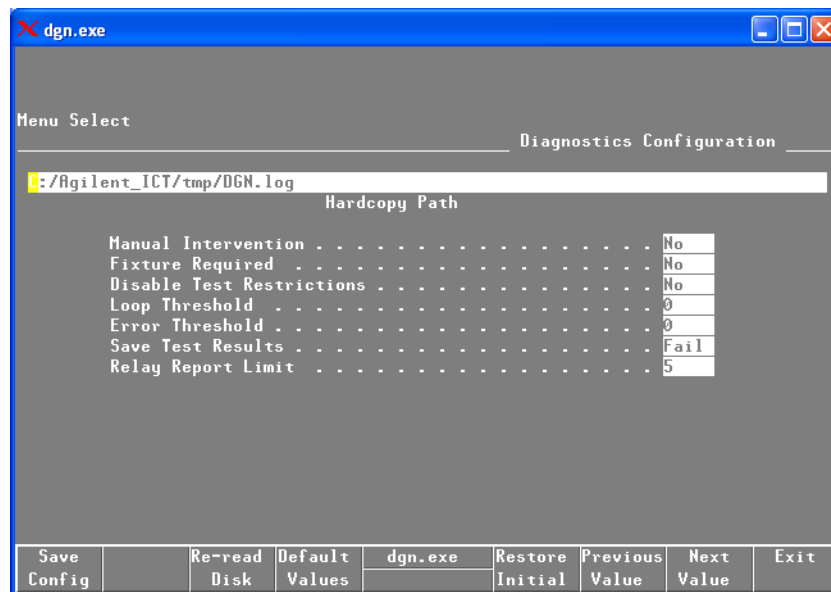 dgn.exe
Menu Select
Diagnostics Configuration
C:/Agilent_ICT/tmp/DGN.log
Hardcopy Path
Manual Intervention . . . . . . . . . . . . . . . . . No
Fixture Required . . . . . . . . . . . . . . . . . . No
Disable Test Restrictions . . . . . . . . . . . . . . No
Loop Threshold . . . . . . . . . . . . . . . . . . . 0
Error Threshold . . . . . . . . . . . . . . . . . . . 0
Save Test Results . . . . . . . . . . . . . . . . . . Fail
Relay Report Limit . . . . . . . . . . . . . . . . . 5
Save Re-read Default dgn.exe Restore Previous Next Exit
Config Disk Values Initial Value Value